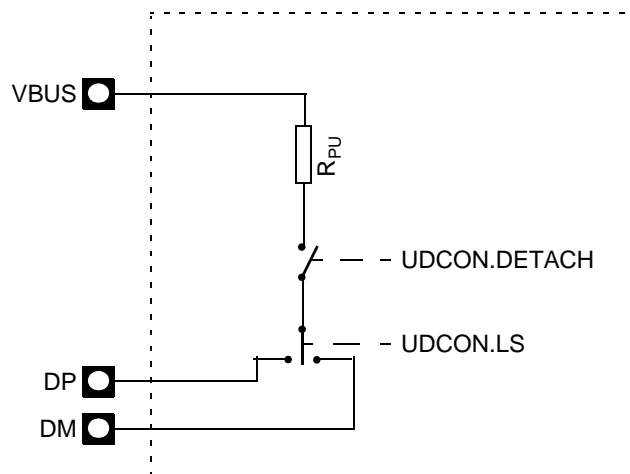 VBUS
RPU
UDCON.DETACH
UDCON.LS
DP
DM